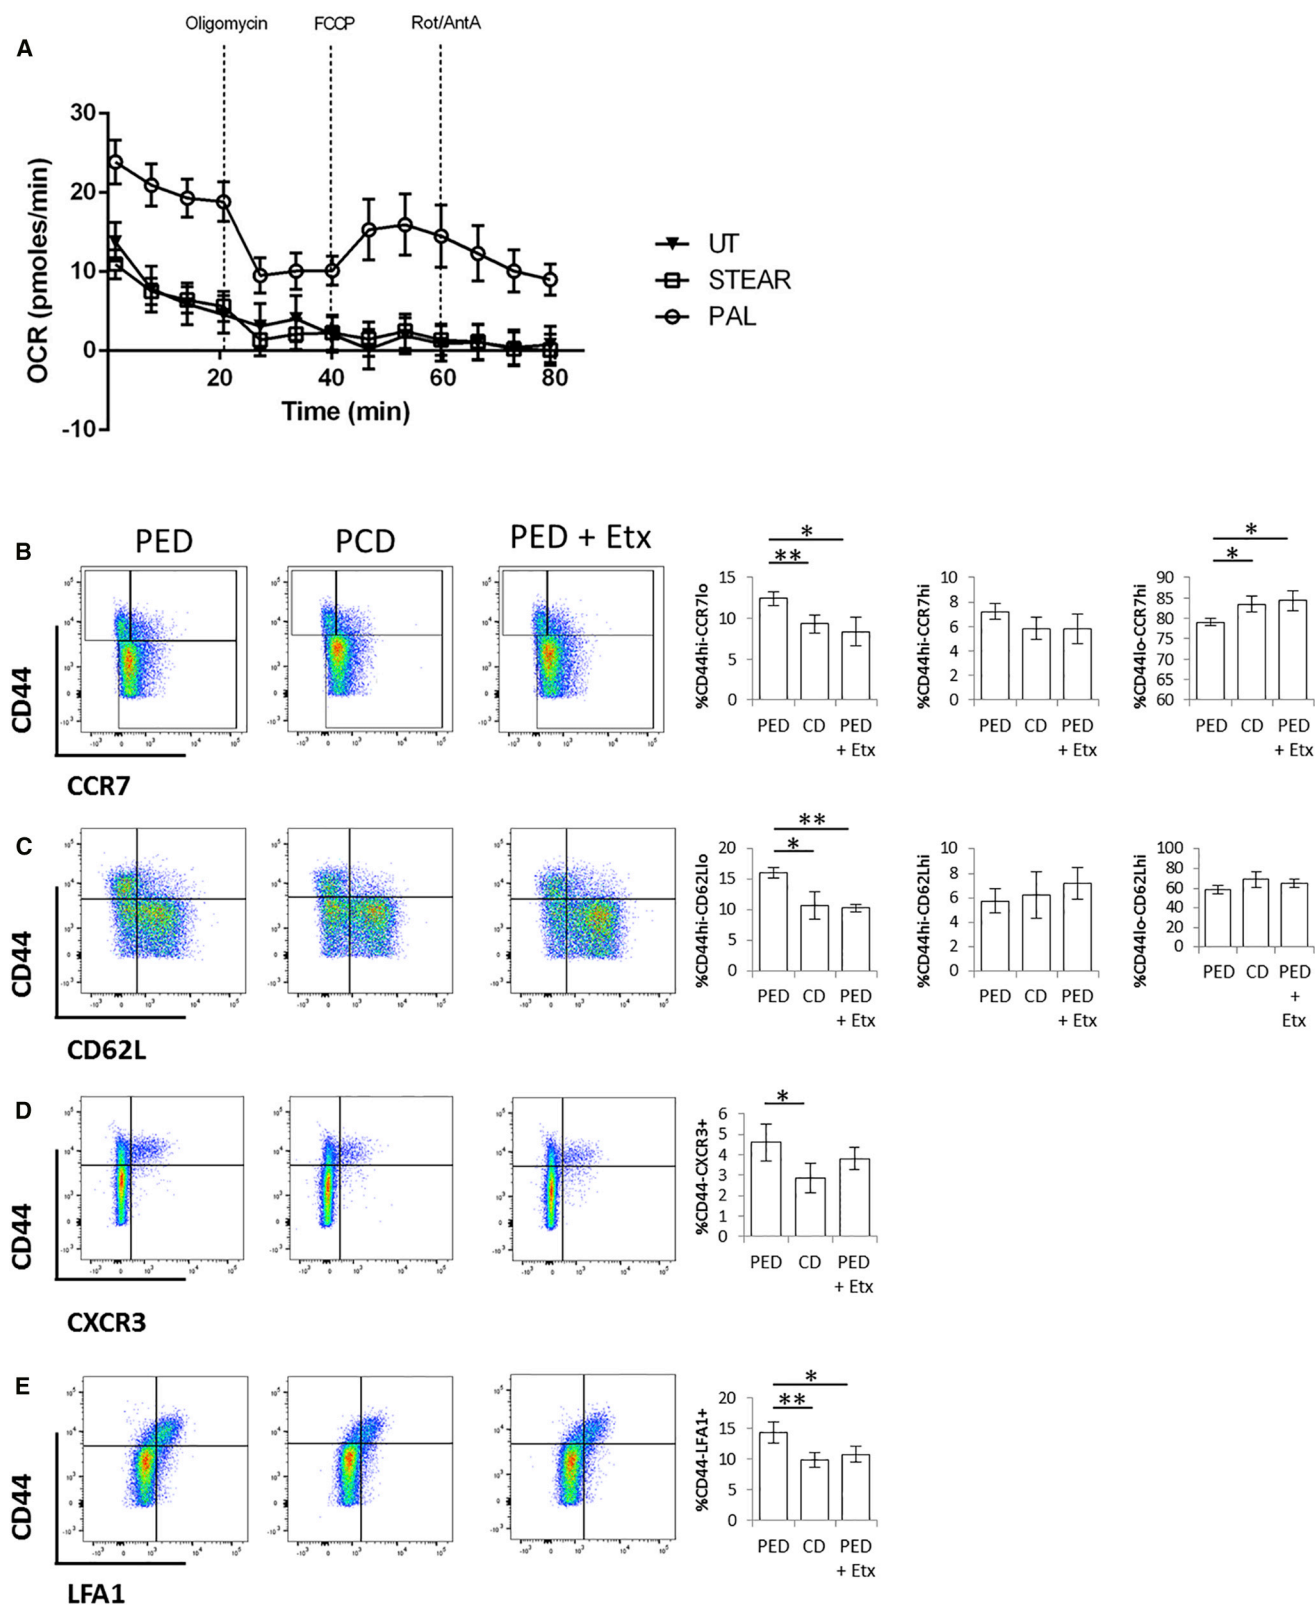 A
Oligomycin FCCP Rot/AntA
OCR (pmoles/min)
30
20
10
0
-10
20 40 60 80
Time (min)
UT
STEAR
PAL
B
PED PCD PED + Etx
CD44
CCR7
%CD44hi-CCR7lo
15
10
5
0
** *
PED CD PED + Etx
%CD44hi-CCR7hi
10
8
6
4
2
0
PED CD PED + Etx
%CD44lo-CCR7hi
90
85
80
75
70
65
60
* *
PED CD PED + Etx
C
CD44
CD62L
%CD44hi-CD62Llo
20
15
10
5
0
* **
PED CD PED + Etx
%CD44hi-CD62Lhi
10
8
6
4
2
0
PED CD PED + Etx
%CD44lo-CD62Lhi
100
80
60
40
20
0
PED CD PED + Etx
D
CD44
CXCR3
%CD44-CXCR3+
6
5
4
3
2
1
0
*
PED CD PED + Etx
E
CD44
LFA1
%CD44-LFA1+
20
15
10
5
0
** *
PED CD PED + Etx